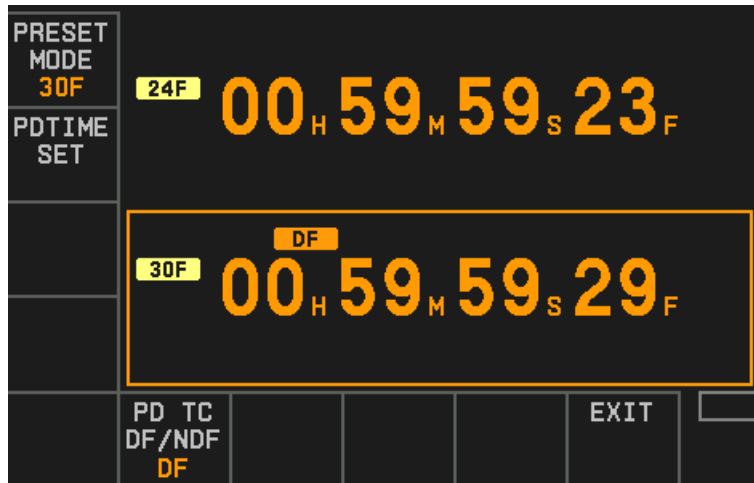 PRESET
MODE
30F
PDTIME
SET
24F 00H 59M 59S 23F
DF
30F 00H 59M 59S 29F
PD TC
DF/NDF
DF
EXIT